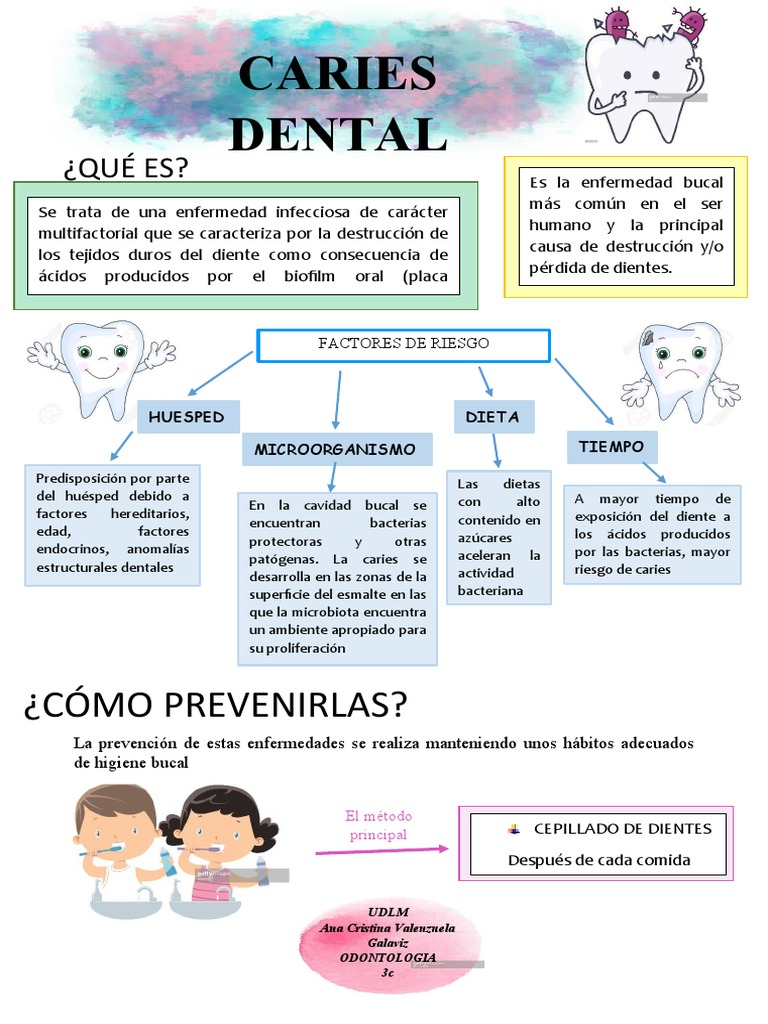 CARIES
DENTAL
¿QUÉ ES?
Se trata de una enfermedad infecciosa de carácter
multifactorial que se caracteriza por la destrucción de
los tejidos duros del diente como consecuencia de
ácidos producidos por el biofilm oral (placa
Es la enfermedad bucal
más común en el ser
humano y la principal
causa de destrucción y/o
pérdida de dientes.
FACTORES DE RIESGO
HUESPED
MICROORGANISMO
DIETA
TIEMPO
Predisposición por parte
del huésped debido a
factores hereditarios,
edad, factores
endocrinos, anomalías
estructurales dentales
En la cavidad bucal se
encuentran bacterias
protectoras y otras
patógenas. La caries se
desarrolla en las zonas de la
superficie del esmalte en las
que la microbiota encuentra
un ambiente apropiado para
su proliferación
Las dietas
con alto
contenido en
azúcares
aceleran la
actividad
bacteriana
A mayor tiempo de
exposición del diente a
los ácidos producidos
por las bacterias, mayor
riesgo de caries
¿CÓMO PREVENIRLAS?
La prevención de estas enfermedades se realiza manteniendo unos hábitos adecuados
de higiene bucal
El método
principal
CEPILLADO DE DIENTES
Después de cada comida
gettyimages
UDLM
Ana Cristina Valenznela
Galaviz
ODONTOLOGIA
3c